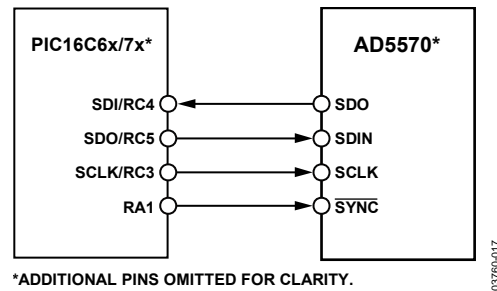 PIC16C6x/7x*
AD5570*
SDI/RC4
SDO
SDO/RC5
SDIN
SCLK/RC3
SCLK
RA1
SYNC
*ADDITIONAL PINS OMITTED FOR CLARITY.
03760-017